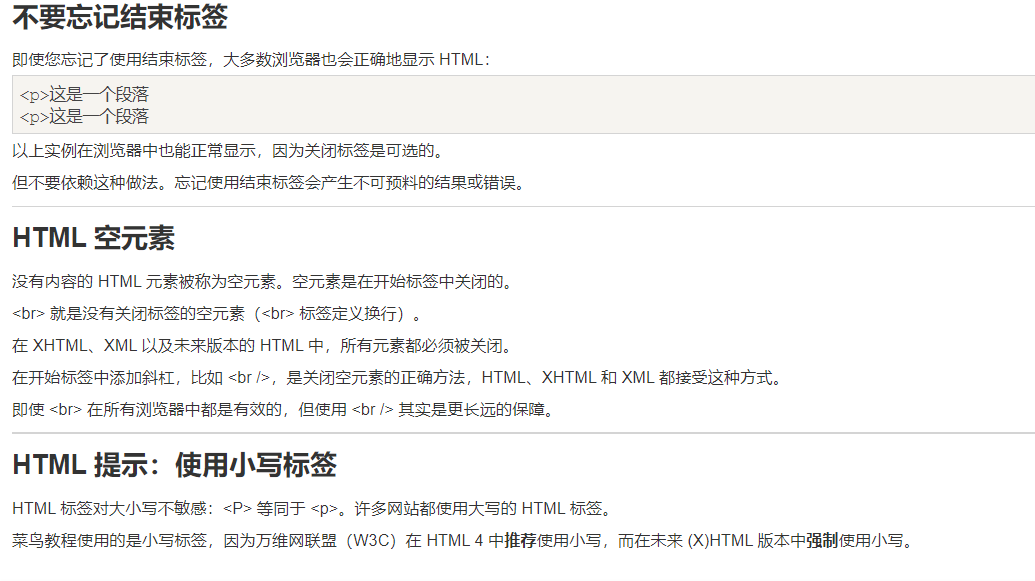 不要忘记结束标签
即使您忘记了使用结束标签，大多数浏览器也会正确地显示 HTML：
<p>这是一个段落
<p>这是一个段落
以上实例在浏览器中也能正常显示，因为关闭标签是可选的。
但不要依赖这种做法。忘记使用结束标签会产生不可预料的结果或错误。
HTML 空元素
没有内容的 HTML 元素被称为空元素。空元素是在开始标签中关闭的。
<br> 就是没有关闭标签的空元素（<br> 标签定义换行）。
在 XHTML、XML 以及未来版本的 HTML 中，所有元素都必须被关闭。
在开始标签中添加斜杠，比如 <br />，是关闭空元素的正确方法，HTML、XHTML 和 XML 都接受这种方式。
即使 <br> 在所有浏览器中都是有效的，但使用 <br /> 其实是更长远的保障。
HTML 提示：使用小写标签
HTML 标签对大小写不敏感：<P> 等同于 <p>。许多网站都使用大写的 HTML 标签。
菜鸟教程使用的是小写标签，因为万维网联盟（W3C）在 HTML 4 中推荐使用小写，而在未来 (X)HTML 版本中强制使用小写。